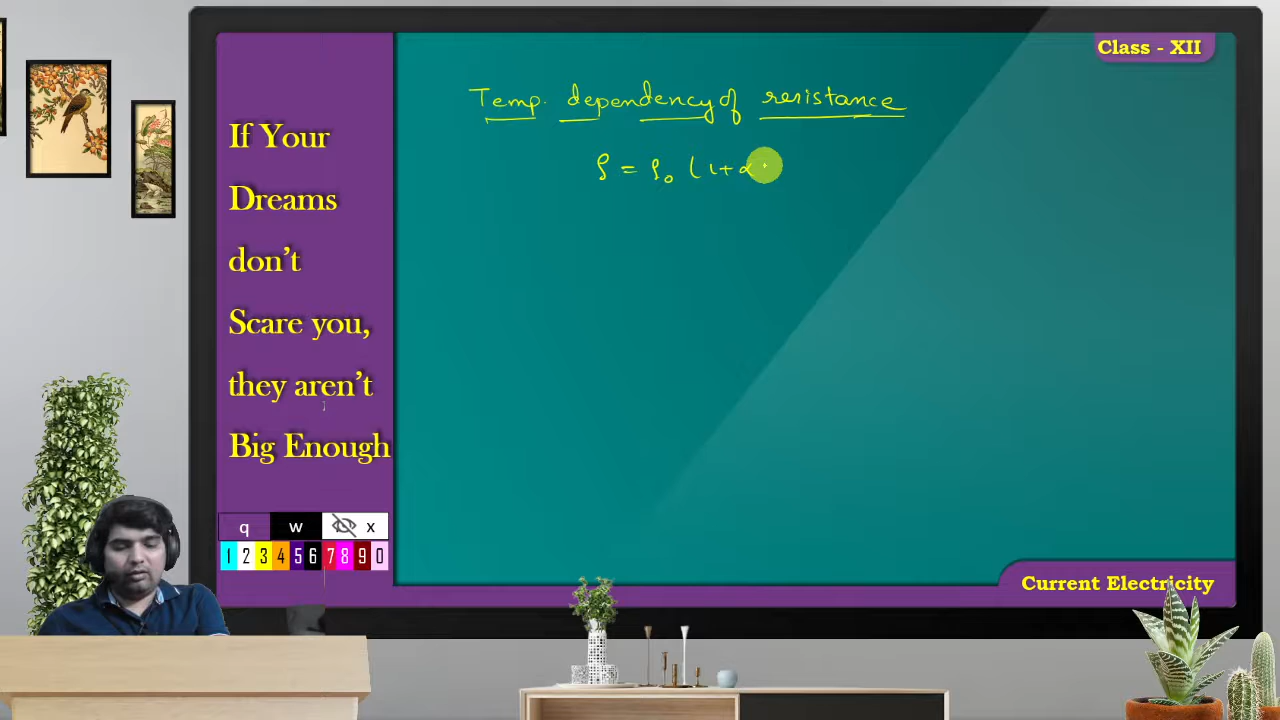 Class - XII
Temp. dependency of resistance
ρ = ρ₀ (1+α
If Your
Dreams
don't
Scare you,
they aren't
Big Enough
q w x
1 2 3 4 5 6 7 8 9 0
Current Electricity